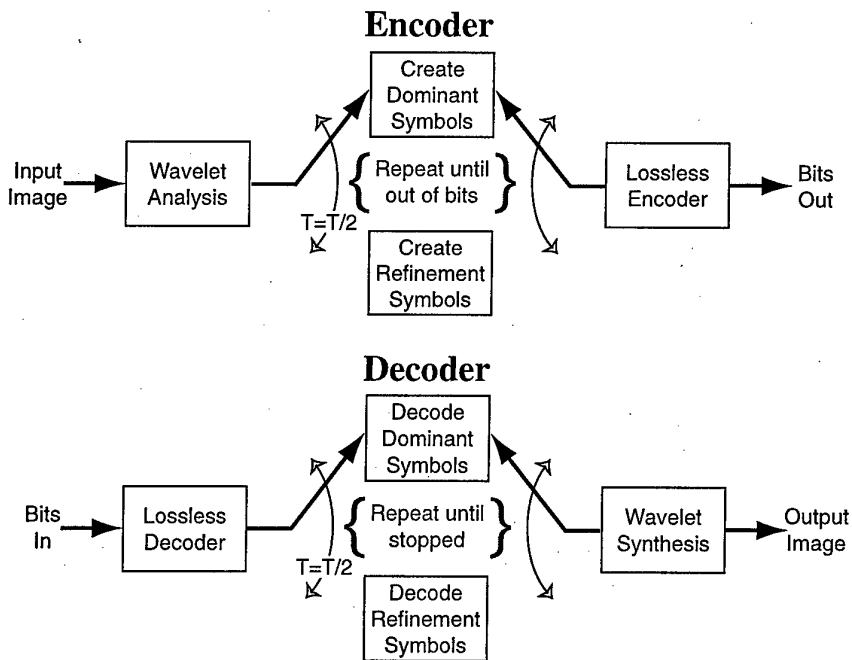 Encoder
Create
Dominant
Symbols
Input
Image
Wavelet
Analysis
T=T/2
Repeat until
out of bits
Lossless
Encoder
Bits
Out
Create
Refinement
Symbols
Decoder
Decode
Dominant
Symbols
Bits
In
Lossless
Decoder
T=T/2
Repeat until
stopped
Wavelet
Synthesis
Output
Image
Decode
Refinement
Symbols